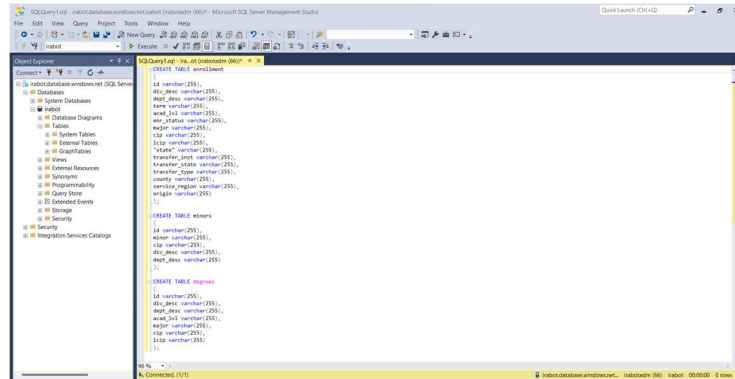 SQLQuery1.sql - irabot.database.windows.net.irabot (irabotadm (66))* - Microsoft SQL Server Management Studio
Quick Launch (Ctrl+Q)
File Edit View Query Project Tools Window Help
New Query
irabot
Execute
Object Explorer
SQLQuery1.sql - ira...ot (irabotadm (66))*
Connect
irabot.database.windows.net (SQL Server
Databases
System Databases
irabot
Database Diagrams
Tables
System Tables
External Tables
GraphTables
Views
External Resources
Synonyms
Programmability
Query Store
Extended Events
Storage
Security
Security
Integration Services Catalogs
CREATE TABLE enrollment
(
id varchar(255),
div_desc varchar(255),
dept_desc varchar(255),
term varchar(255),
acad_lvl varchar(255),
enr_status varchar(255),
major varchar(255),
cip varchar(255),
lcip varchar(255),
"state" varchar(255),
transfer_inst varchar(255),
transfer_state varchar(255),
transfer_type varchar(255),
county varchar(255),
service_region varchar(255),
origin varchar(255)
);
CREATE TABLE minors
(
id varchar(255),
minor varchar(255),
cip varchar(255),
div_desc varchar(255),
dept_desc varchar(255)
);
CREATE TABLE degrees
(
id varchar(255),
div_desc varchar(255),
dept_desc varchar(255),
acad_lvl varchar(255),
major varchar(255),
cip varchar(255),
lcip varchar(255)
);
90 %
Connected. (1/1)
irabot.database.windows.net... irabotadm (66) irabot 00:00:00 0 rows